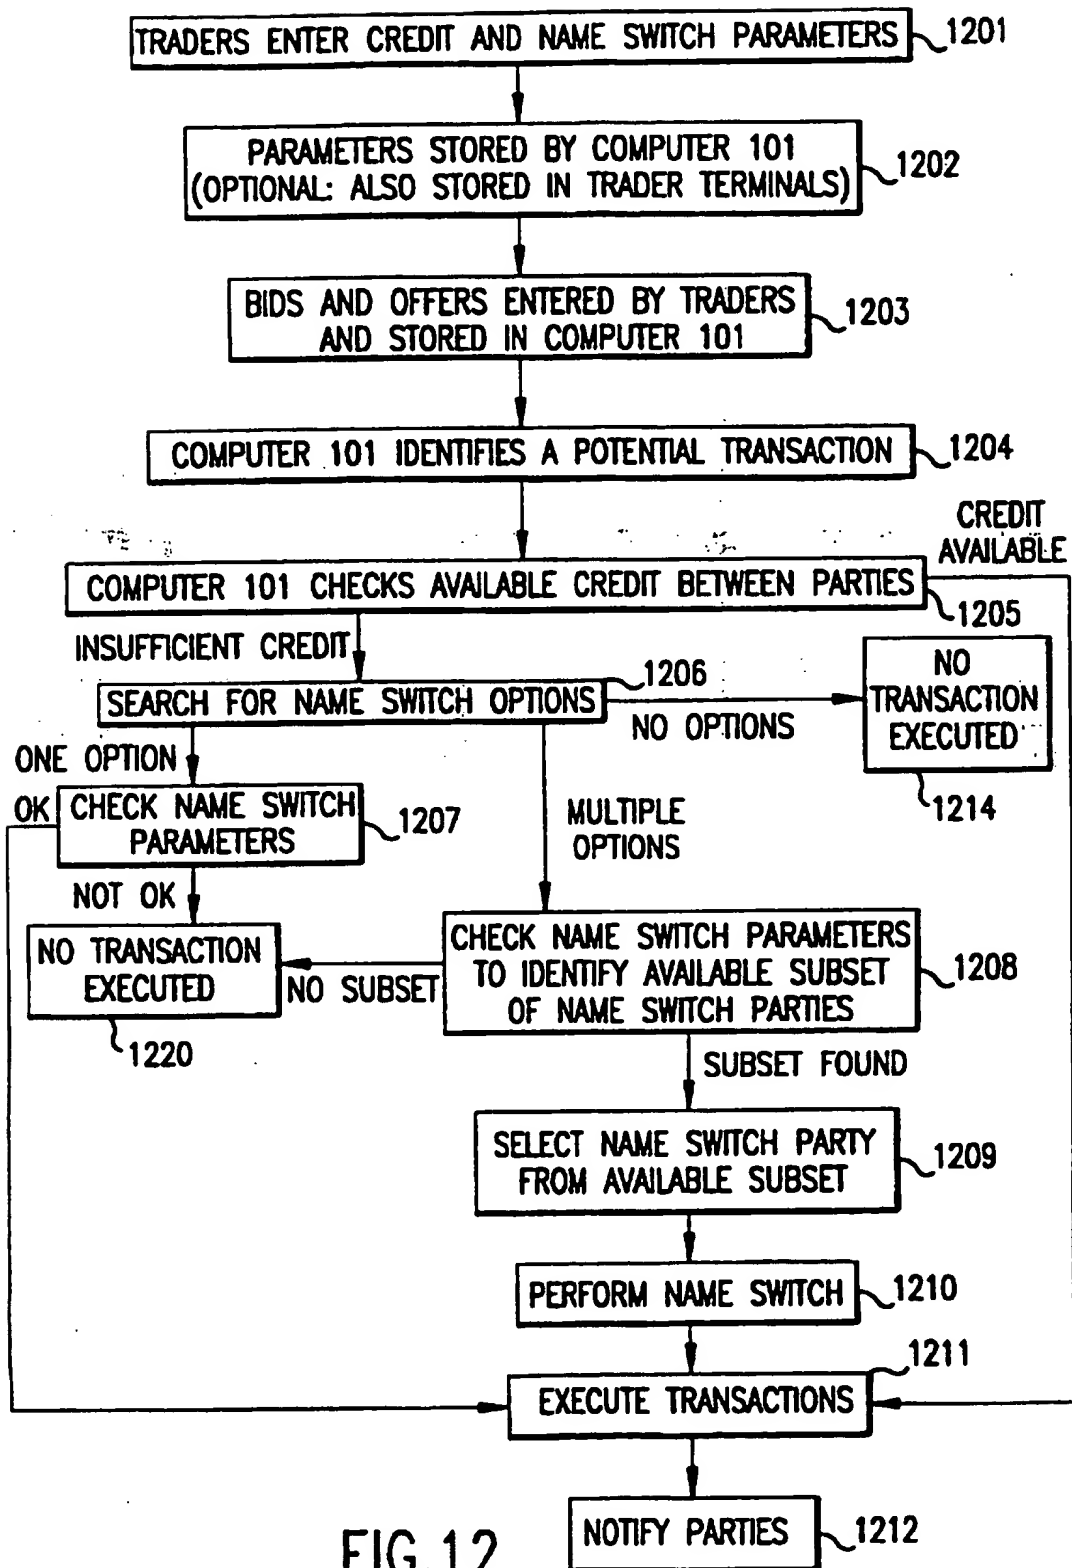 TRADERS ENTER CREDIT AND NAME SWITCH PARAMETERS
1201
PARAMETERS STORED BY COMPUTER 101
(OPTIONAL: ALSO STORED IN TRADER TERMINALS)
1202
BIDS AND OFFERS ENTERED BY TRADERS
AND STORED IN COMPUTER 101
1203
COMPUTER 101 IDENTIFIES A POTENTIAL TRANSACTION
1204
CREDIT
AVAILABLE
COMPUTER 101 CHECKS AVAILABLE CREDIT BETWEEN PARTIES
1205
INSUFFICIENT CREDIT
SEARCH FOR NAME SWITCH OPTIONS
1206
NO OPTIONS
NO
TRANSACTION
EXECUTED
1214
ONE OPTION
OK
CHECK NAME SWITCH
PARAMETERS
1207
MULTIPLE
OPTIONS
NOT OK
NO TRANSACTION
EXECUTED
1220
NO SUBSET
CHECK NAME SWITCH PARAMETERS
TO IDENTIFY AVAILABLE SUBSET
OF NAME SWITCH PARTIES
1208
SUBSET FOUND
SELECT NAME SWITCH PARTY
FROM AVAILABLE SUBSET
1209
PERFORM NAME SWITCH
1210
EXECUTE TRANSACTIONS
1211
NOTIFY PARTIES
1212
FIG.12